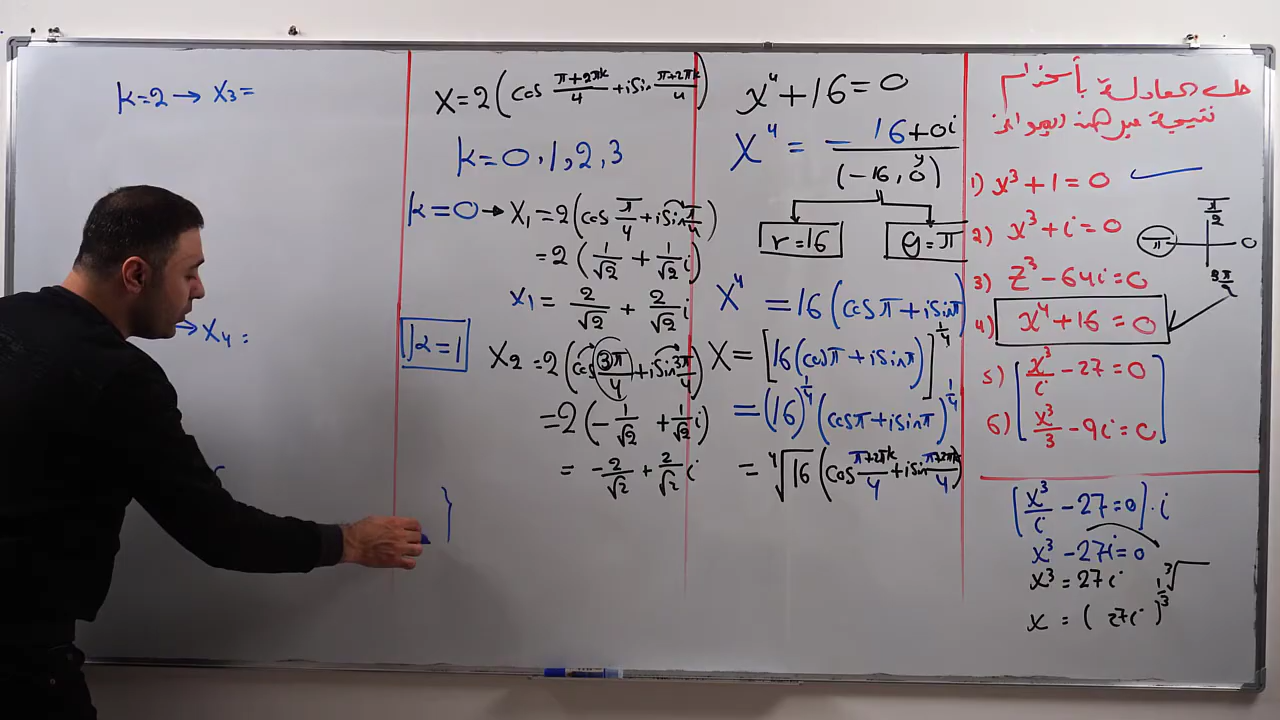 حل المعادلة بأستخدام
نتيجة مبرهنة ديموافر
1) x³ + 1 = 0
2) x³ + i = 0
3) Z³ - 64i = 0
4) x⁴ + 16 = 0
5) [x³/i - 27 = 0
6) x³/3 - 9i = 0]
π/2
π
0
3π/2
[x³/i - 27 = 0] · i
x³ - 27i = 0
x³ = 27i
³√
x = ( 27i )^1/3
x⁴ + 16 = 0
X⁴ = - 16 + 0i
(-16, 0)
y
r = 16
θ = π
X⁴ = 16 (cos π + i sin π)
X = [16 (cos π + i sin π)]^1/4
= (16)^1/4 (cos π + i sin π)^1/4
= ⁴√16 (cos π+2πk/4 + i sin π+2πk/4)
X = 2 (cos π+2πk/4 + i sin π+2πk/4)
k = 0, 1, 2, 3
k = 0 → X₁ = 2 (cos π/4 + i sin π/4)
= 2 (1/√2 + 1/√2 i)
X₁ = 2/√2 + 2/√2 i
k = 1
X₂ = 2 (cos 3π/4 + i sin 3π/4)
= 2 (-1/√2 + 1/√2 i)
= -2/√2 + 2/√2 i
k = 2 → X₃ =
→ X₄ =
}